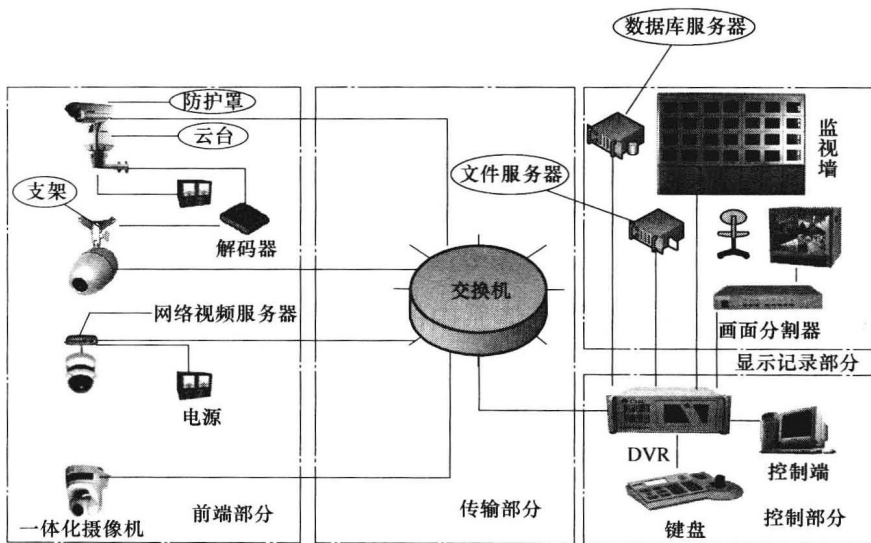 数据库服务器
防护罩
云台
支架
解码器
网络视频服务器
电源
一体化摄像机
前端部分
交换机
传输部分
文件服务器
监视墙
画面分割器
显示记录部分
DVR
控制端
键盘
控制部分